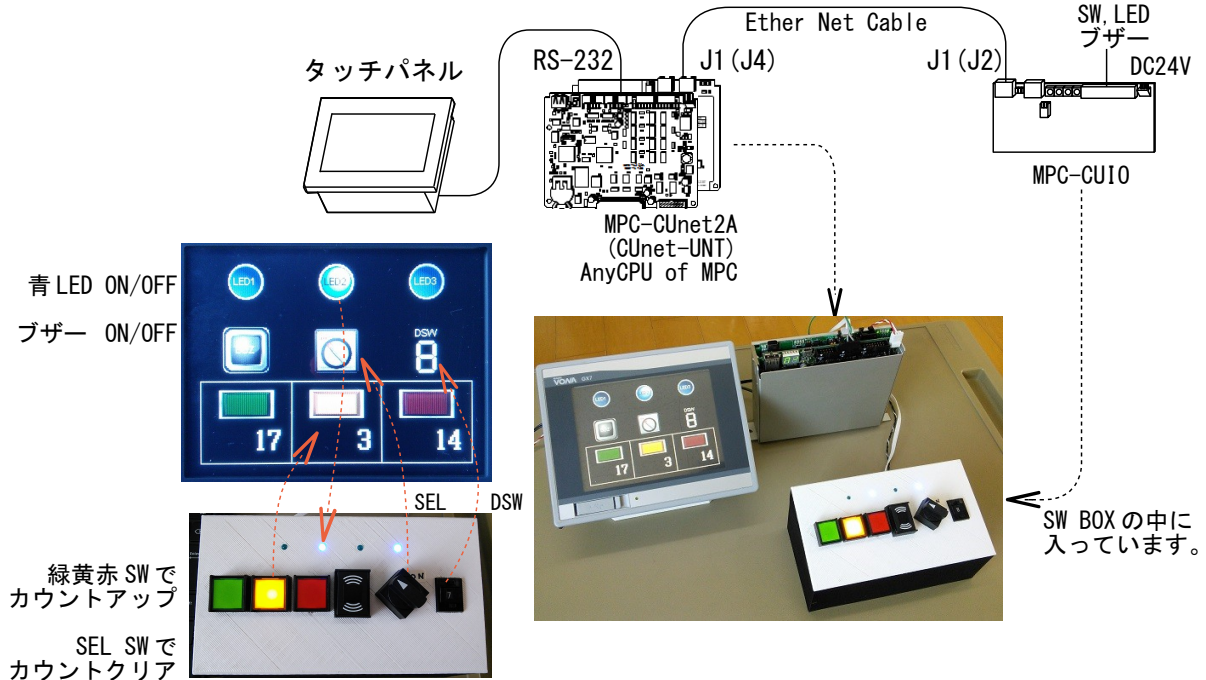 Ether Net Cable
SW, LED
ブザー
タッチパネル
RS-232
J1(J4)
J1(J2)
DC24V
MPC-CUIO
MPC-CUnet2A
(CUnet-UNT)
AnyCPU of MPC
青LED ON/OFF
ブザー ON/OFF
LED1
LED2
LED3
DSW
8
17
3
14
SEL
DSW
緑黄赤SWで
カウントアップ
SEL SWで
カウントクリア
17
3
14
SW BOXの中に
入っています。